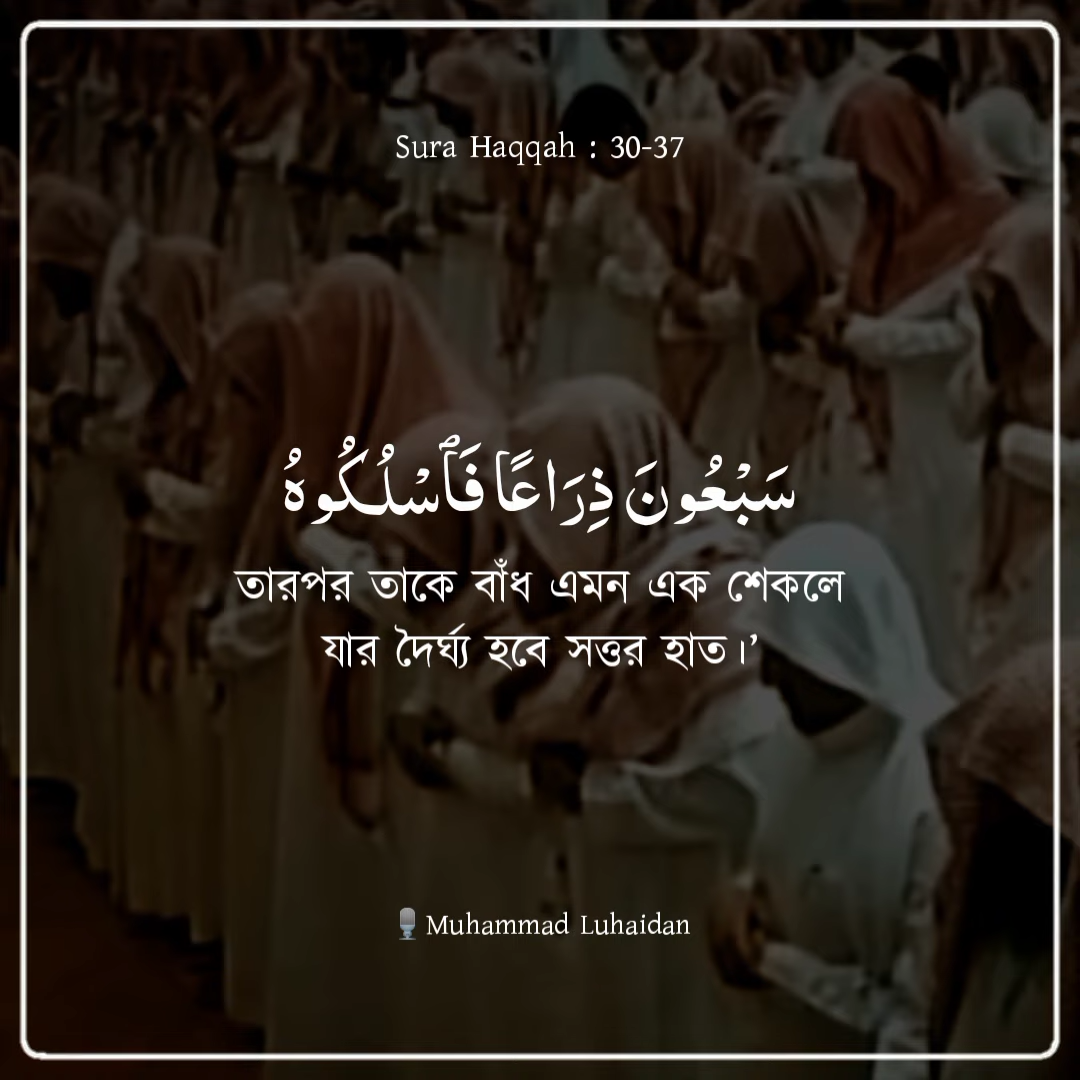 Sura Haqqah : 30-37
سَبْعُونَ ذِرَاعًا فَٱسْلُكُوهُ
তারপর তাকে বাঁধ এমন এক শেকলে
যার দৈর্ঘ্য হবে সত্তর হাত।’
🎙️Muhammad Luhaidan